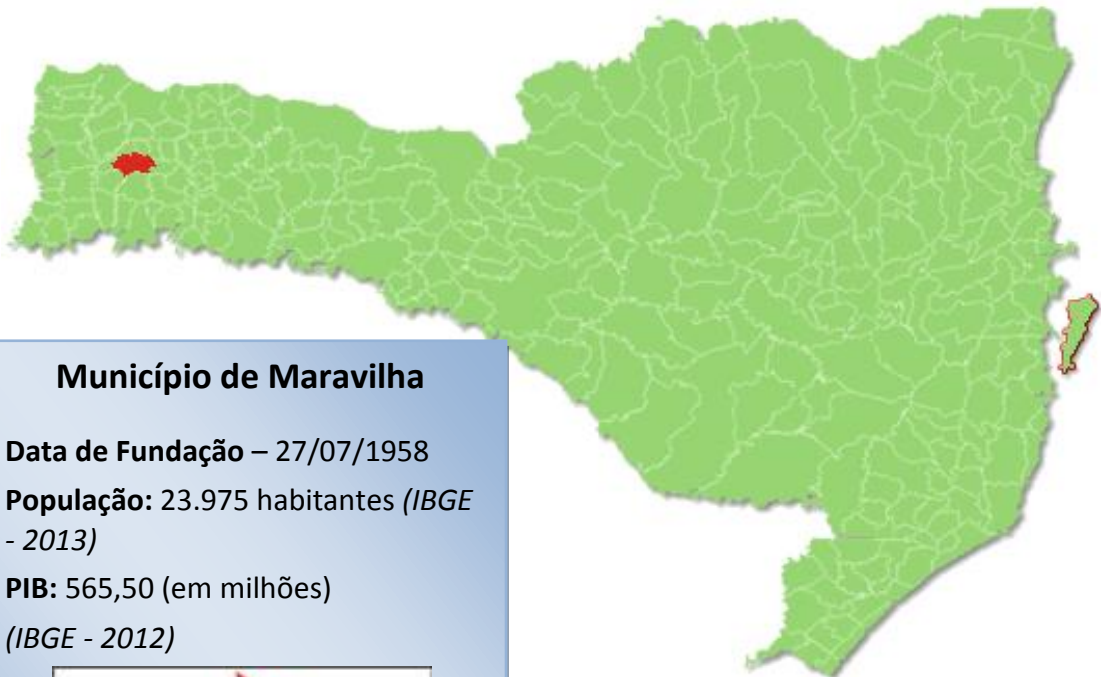 Município de Maravilha
Data de Fundação – 27/07/1958
População: 23.975 habitantes (IBGE
- 2013)
PIB: 565,50 (em milhões)
(IBGE - 2012)